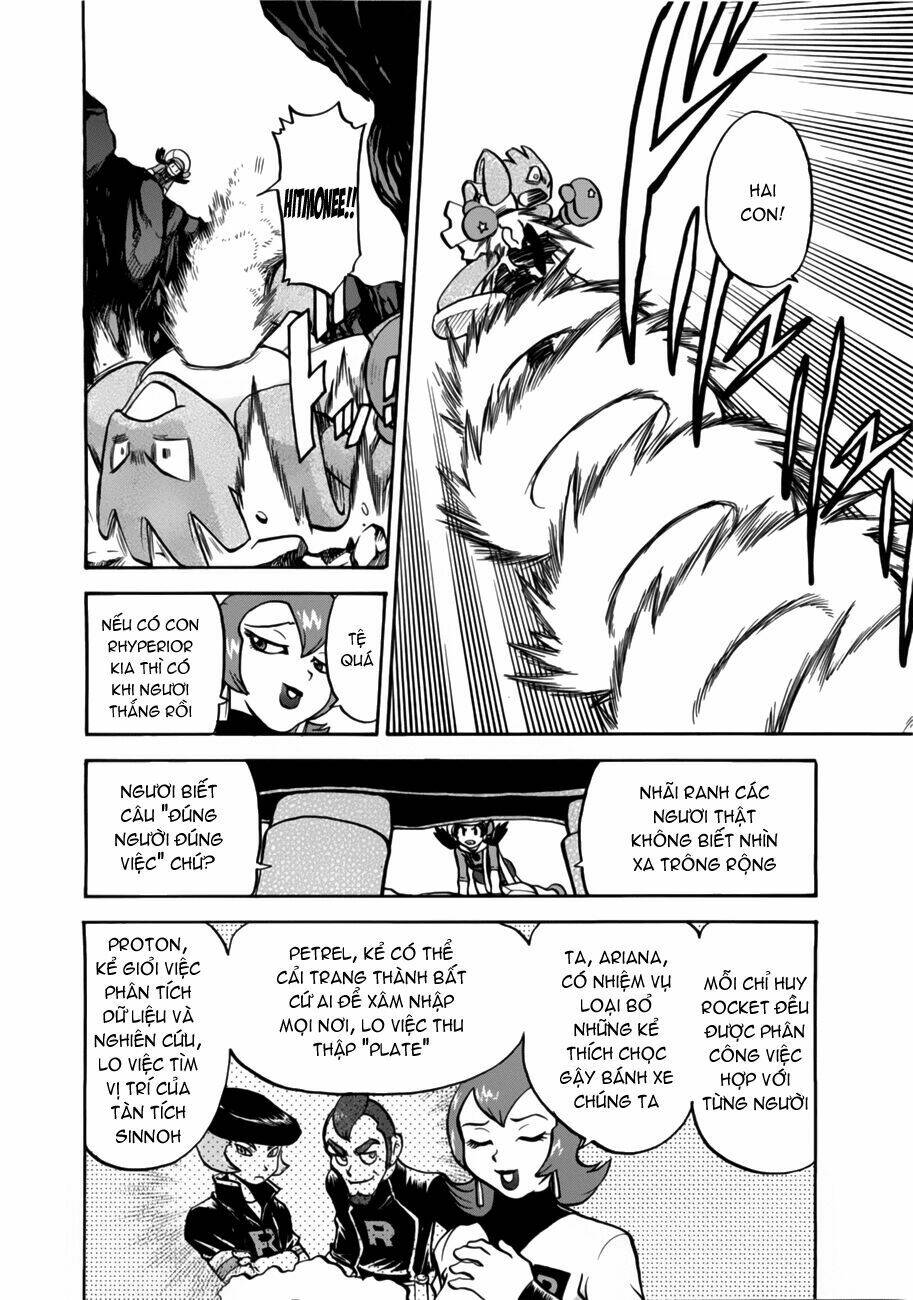 HAI
CON!
HITMONEE!!
TỆ
QUÁ
NẾU CÓ CON
RHYPERIOR
KIA THÌ CÓ
KHI NGƯƠI
THẮNG RỒI
NHÃI RANH CÁC
NGƯƠI THẬT
KHÔNG BIẾT NHÌN
XA TRÔNG RỘNG
NGƯƠI BIẾT
CÂU "ĐÚNG
NGƯỜI ĐÚNG
VIỆC" CHỨ?
MỖI CHỈ HUY
ROCKET ĐỀU
ĐƯỢC PHÂN
CÔNG VIỆC
HỢP VỚI
TỪNG NGƯỜI
TA, ARIANA,
CÓ NHIỆM VỤ
LOẠI BỎ
NHỮNG KẺ
THÍCH CHỌC
GẬY BÁNH XE
CHÚNG TA
PETREL, KẺ CÓ THỂ
CẢI TRANG THÀNH BẤT
CỨ AI ĐỂ XÂM NHẬP
MỌI NƠI, LO VIỆC THU
THẬP "PLATE"
PROTON,
KẺ GIỎI VIỆC
PHÂN TÍCH
DỮ LIỆU VÀ
NGHIÊN CỨU,
LO VIỆC TÌM
VỊ TRÍ CỦA
TÀN TÍCH
SINNOH
R
R
R